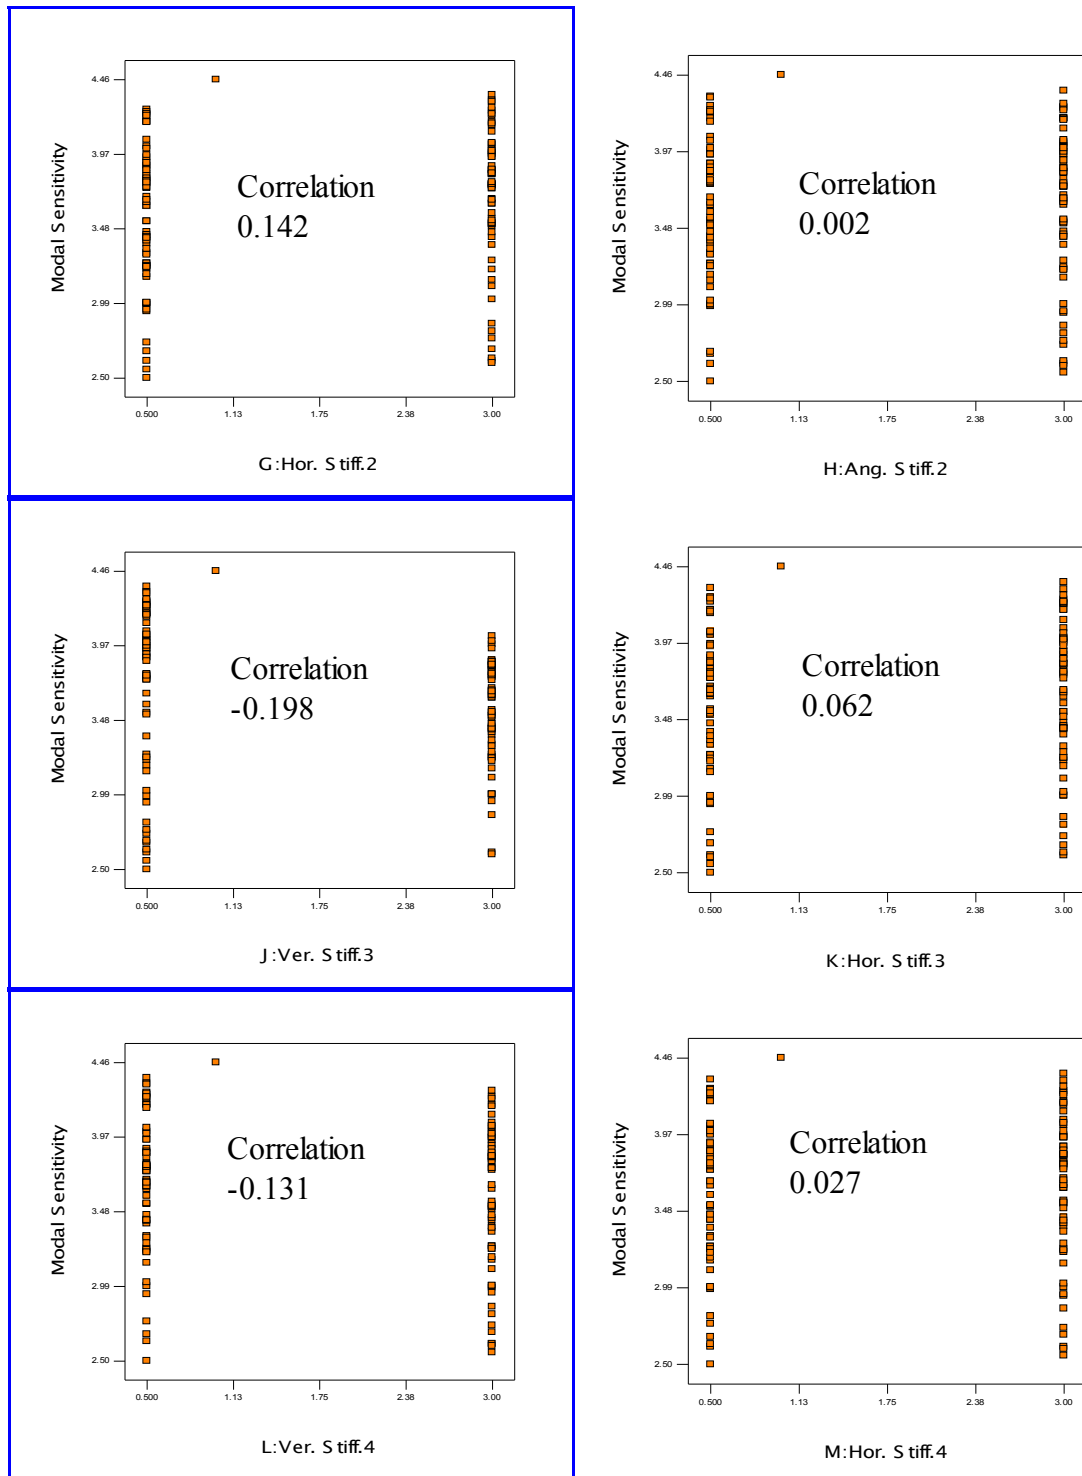 Modal Sensitivity
4.46
3.97
3.48
2.99
2.50
Correlation
0.142
0.500 1.13 1.75 2.38 3.00
G:Hor. Stiff.2
Modal Sensitivity
4.46
3.97
3.48
2.99
2.50
Correlation
0.002
0.500 1.13 1.75 2.38 3.00
H:Ang. Stiff.2
Modal Sensitivity
4.46
3.97
3.48
2.99
2.50
Correlation
-0.198
0.500 1.13 1.75 2.38 3.00
J:Ver. Stiff.3
Modal Sensitivity
4.46
3.97
3.48
2.99
2.50
Correlation
0.062
0.500 1.13 1.75 2.38 3.00
K:Hor. Stiff.3
Modal Sensitivity
4.46
3.97
3.48
2.99
2.50
Correlation
-0.131
0.500 1.13 1.75 2.38 3.00
L:Ver. Stiff.4
Modal Sensitivity
4.46
3.97
3.48
2.99
2.50
Correlation
0.027
0.500 1.13 1.75 2.38 3.00
M:Hor. Stiff.4